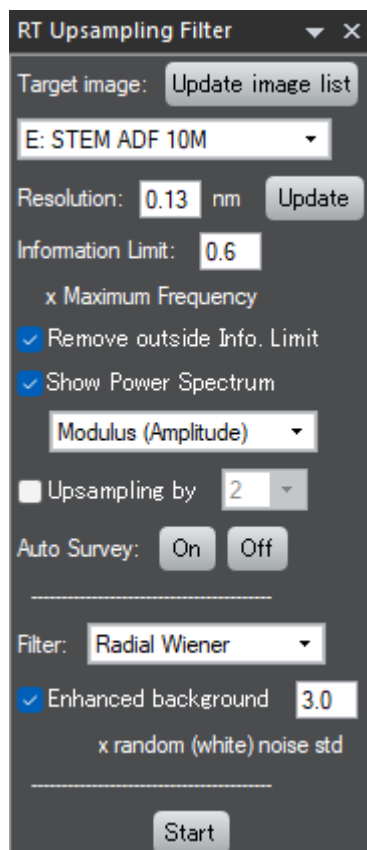 RT Upsampling Filter
Target image: Update image list
E: STEM ADF 10M
Resolution: 0.13 nm Update
Information Limit: 0.6
x Maximum Frequency
Remove outside Info. Limit
Show Power Spectrum
Modulus (Amplitude)
Upsampling by 2
Auto Survey: On Off
----------------------------------------
Filter: Radial Wiener
Enhanced background 3.0
x random (white) noise std
----------------------------------------
Start